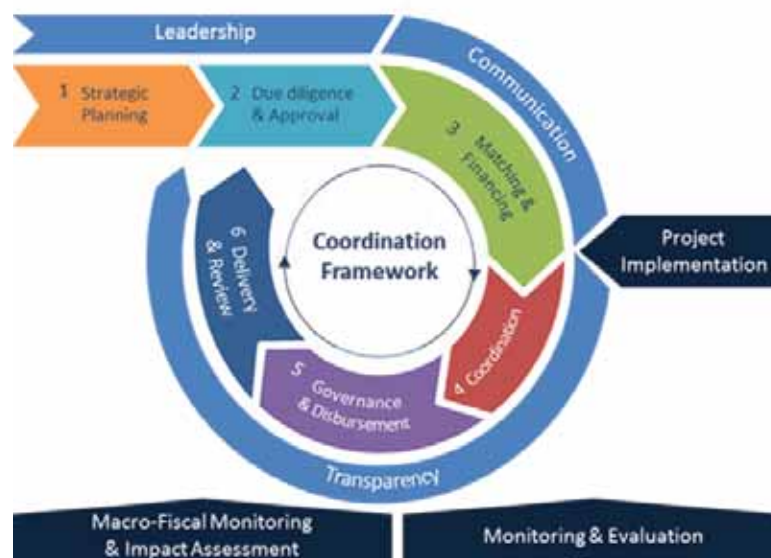 Leadership
Communication
1 Strategic
Planning
2 Due diligence
& Approval
3 Matching &
Financing
Project
Implementation
Coordination
Framework
6 Delivery
& Review
4 Coordination
5 Governance
& Disbursement
Transparency
Macro-Fiscal Monitoring
& Impact Assessment
Monitoring & Evaluation